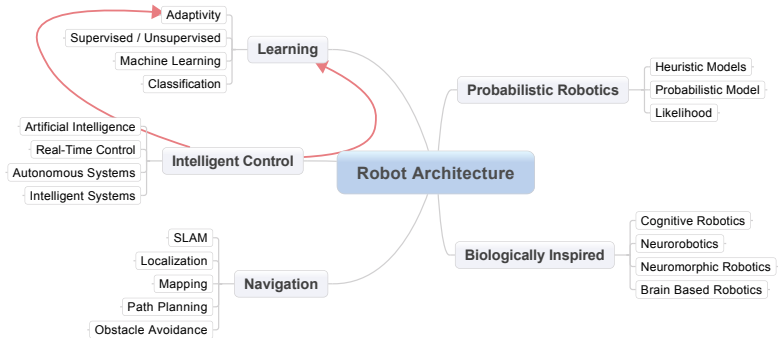 Adaptivity
Supervised / Unsupervised
Machine Learning
Classification
Learning
Artificial Intelligence
Real-Time Control
Autonomous Systems
Intelligent Systems
Intelligent Control
SLAM
Localization
Mapping
Path Planning
Obstacle Avoidance
Navigation
Robot Architecture
Probabilistic Robotics
Heuristic Models
Probabilistic Model
Likelihood
Biologically Inspired
Cognitive Robotics
Neurorobotics
Neuromorphic Robotics
Brain Based Robotics